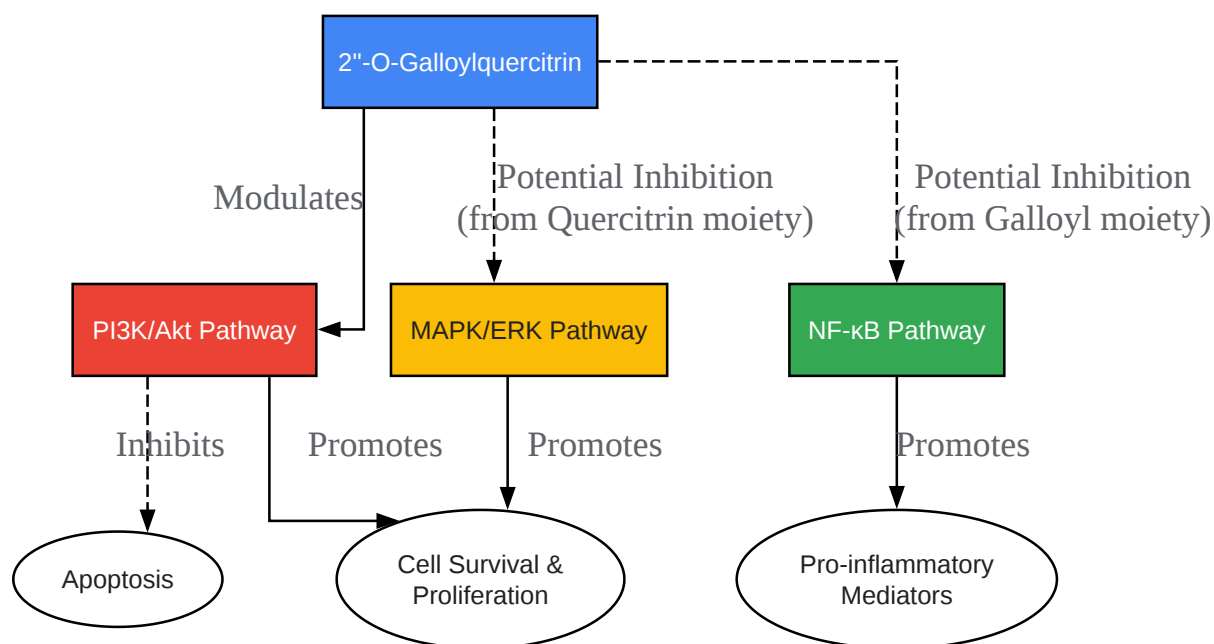 2"-O-Galloylquercitrin
Modulates
Potential Inhibition
(from Quercitrin moiety)
Potential Inhibition
(from Galloyl moiety)
PI3K/Akt Pathway
MAPK/ERK Pathway
NF-κB Pathway
Inhibits
Promotes
Promotes
Promotes
Apoptosis
Cell Survival &
Proliferation
Pro-inflammatory
Mediators